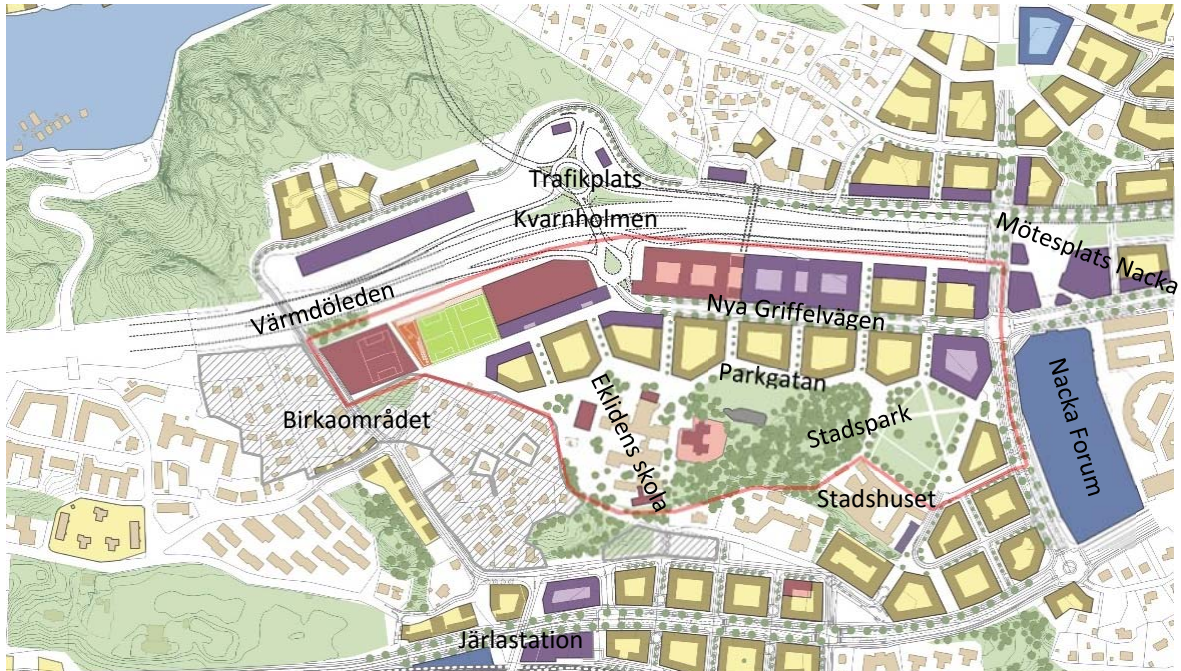 Trafikplats
Kvarnholmen
Mötesplats Nacka
Värmdöleden
Nya Griffelvägen
Parkgatan
Birkaområdet
Eklidens skola
Stadspark
Nacka Forum
Stadshuset
Järlastation